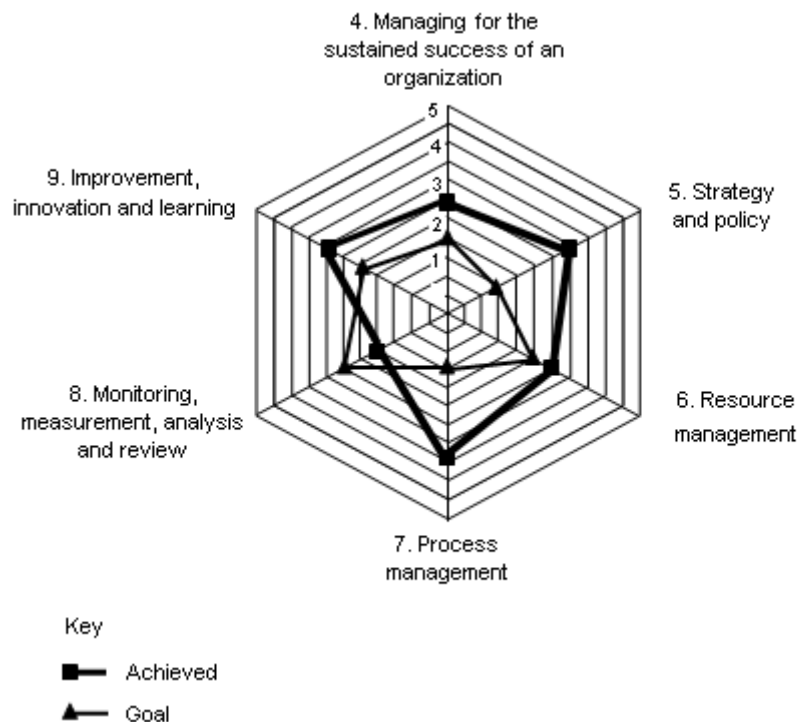 4. Managing for the
sustained success of an
organization
5
4
3
2
1
9. Improvement,
innovation and learning
5. Strategy
and policy
8. Monitoring,
measurement, analysis
and review
6. Resource
management
7. Process
management
Key
Achieved
Goal